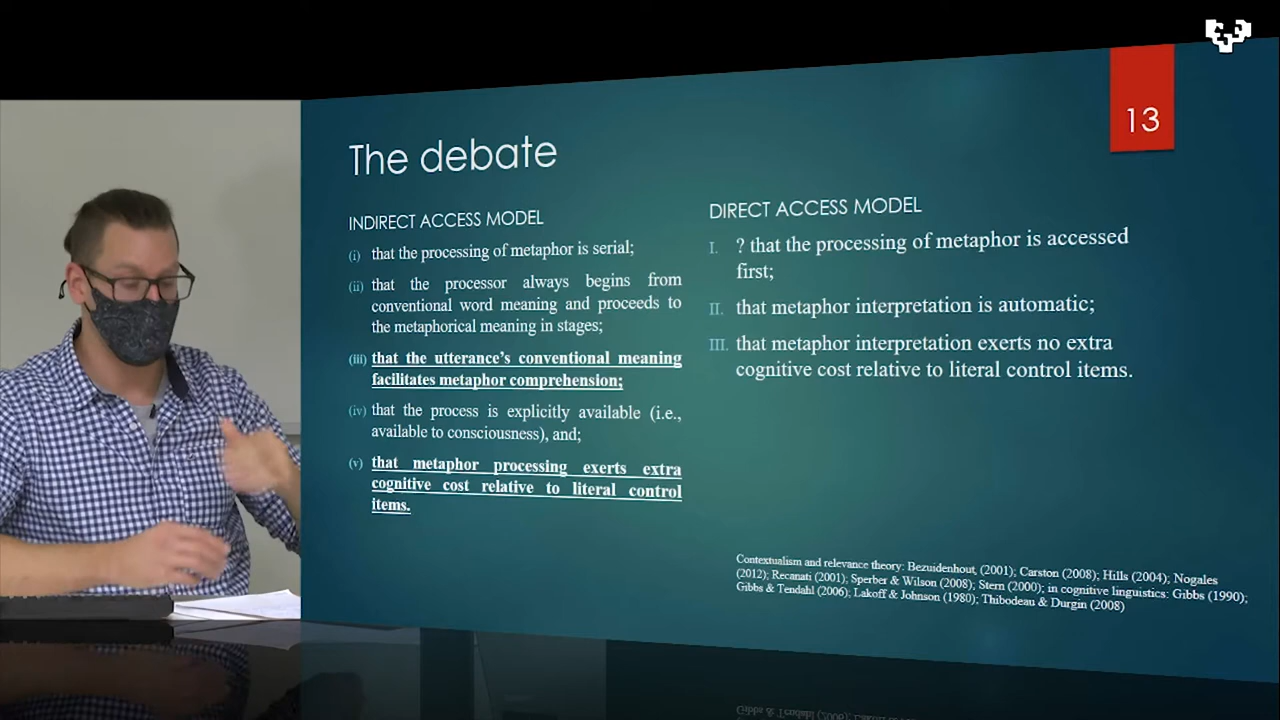 13
The debate
INDIRECT ACCESS MODEL
(i) that the processing of metaphor is serial;
(ii) that the processor always begins from
conventional word meaning and proceeds to
the metaphorical meaning in stages;
(iii) that the utterance's conventional meaning
facilitates metaphor comprehension;
(iv) that the process is explicitly available (i.e.,
available to consciousness), and;
(v) that metaphor processing exerts extra
cognitive cost relative to literal control
items.
DIRECT ACCESS MODEL
I. ? that the processing of metaphor is accessed
first;
II. that metaphor interpretation is automatic;
III. that metaphor interpretation exerts no extra
cognitive cost relative to literal control items.
Contextualism and relevance theory: Bezuidenhout, (2001); Carston (2008); Hills (2004); Nogales
(2012); Recanati (2001); Sperber & Wilson (2008); Stern (2000); in cognitive linguistics: Gibbs (1990);
Gibbs & Tendahl (2006); Lakoff & Johnson (1980); Thibodeau & Durgin (2008)